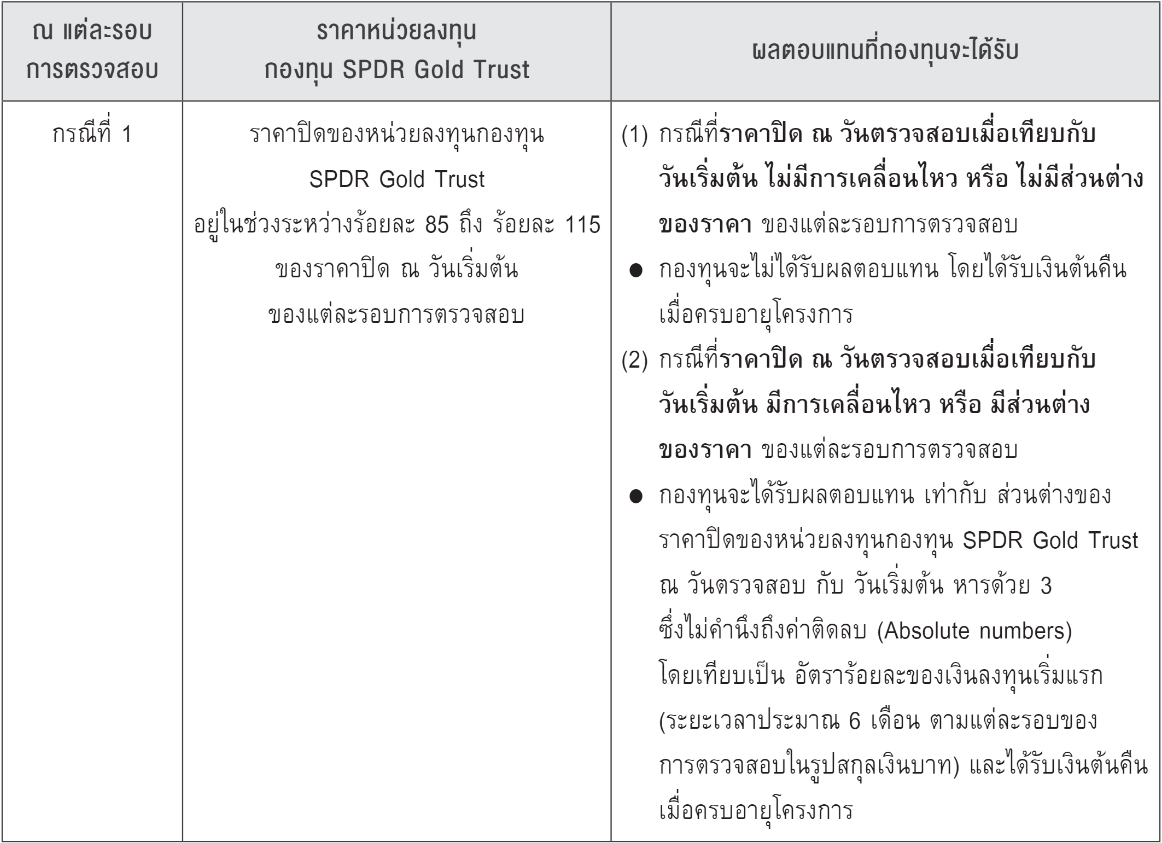 ณ แต่ละรอบ
การตรวจสอบ
ราคาหน่วยลงทุน
กองทุน SPDR Gold Trust
ผลตอบแทนที่กองทุนจะได้รับ
กรณีที่ 1
ราคาปิดของหน่วยลงทุนกองทุน
SPDR Gold Trust
อยู่ในช่วงระหว่างร้อยละ 85 ถึง ร้อยละ 115
ของราคาปิด ณ วันเริ่มต้น
ของแต่ละรอบการตรวจสอบ
(1) กรณีที่ราคาปิด ณ วันตรวจสอบเมื่อเทียบกับ
วันเริ่มต้น ไม่มีการเคลื่อนไหว หรือ ไม่มีส่วนต่าง
ของราคา ของแต่ละรอบการตรวจสอบ
● กองทุนจะไม่ได้รับผลตอบแทน โดยได้รับเงินต้นคืน
เมื่อครบอายุโครงการ
(2) กรณีที่ราคาปิด ณ วันตรวจสอบเมื่อเทียบกับ
วันเริ่มต้น มีการเคลื่อนไหว หรือ มีส่วนต่าง
ของราคา ของแต่ละรอบการตรวจสอบ
● กองทุนจะได้รับผลตอบแทน เท่ากับ ส่วนต่างของ
ราคาปิดของหน่วยลงทุนกองทุน SPDR Gold Trust
ณ วันตรวจสอบ กับ วันเริ่มต้น หารด้วย 3
ซึ่งไม่คำนึงถึงค่าติดลบ (Absolute numbers)
โดยเทียบเป็น อัตราร้อยละของเงินลงทุนเริ่มแรก
(ระยะเวลาประมาณ 6 เดือน ตามแต่ละรอบของ
การตรวจสอบในรูปสกุลเงินบาท) และได้รับเงินต้นคืน
เมื่อครบอายุโครงการ